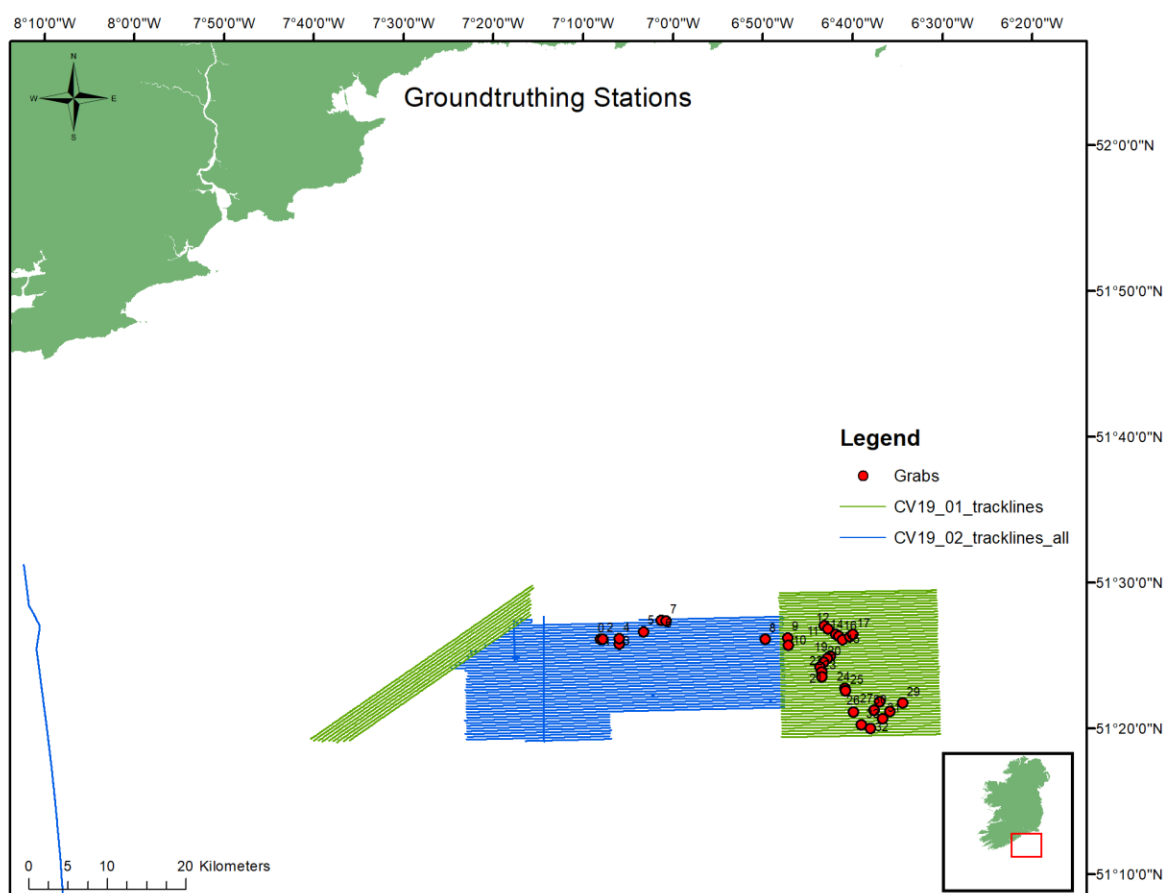 8°10'0"W 8°0'0"W 7°50'0"W 7°40'0"W 7°30'0"W 7°20'0"W 7°10'0"W 7°0'0"W 6°50'0"W 6°40'0"W 6°30'0"W 6°20'0"W
N
W E
S
Groundtruthing Stations
52°0'0"N
51°50'0"N
51°40'0"N
Legend
Grabs
CV19_01_tracklines
CV19_02_tracklines_all
51°30'0"N
7
5
12
2 4
8 9 11 14 16 17
10
19
24 25
29
26 27
32
51°20'0"N
51°10'0"N
0 5 10 20 Kilometers